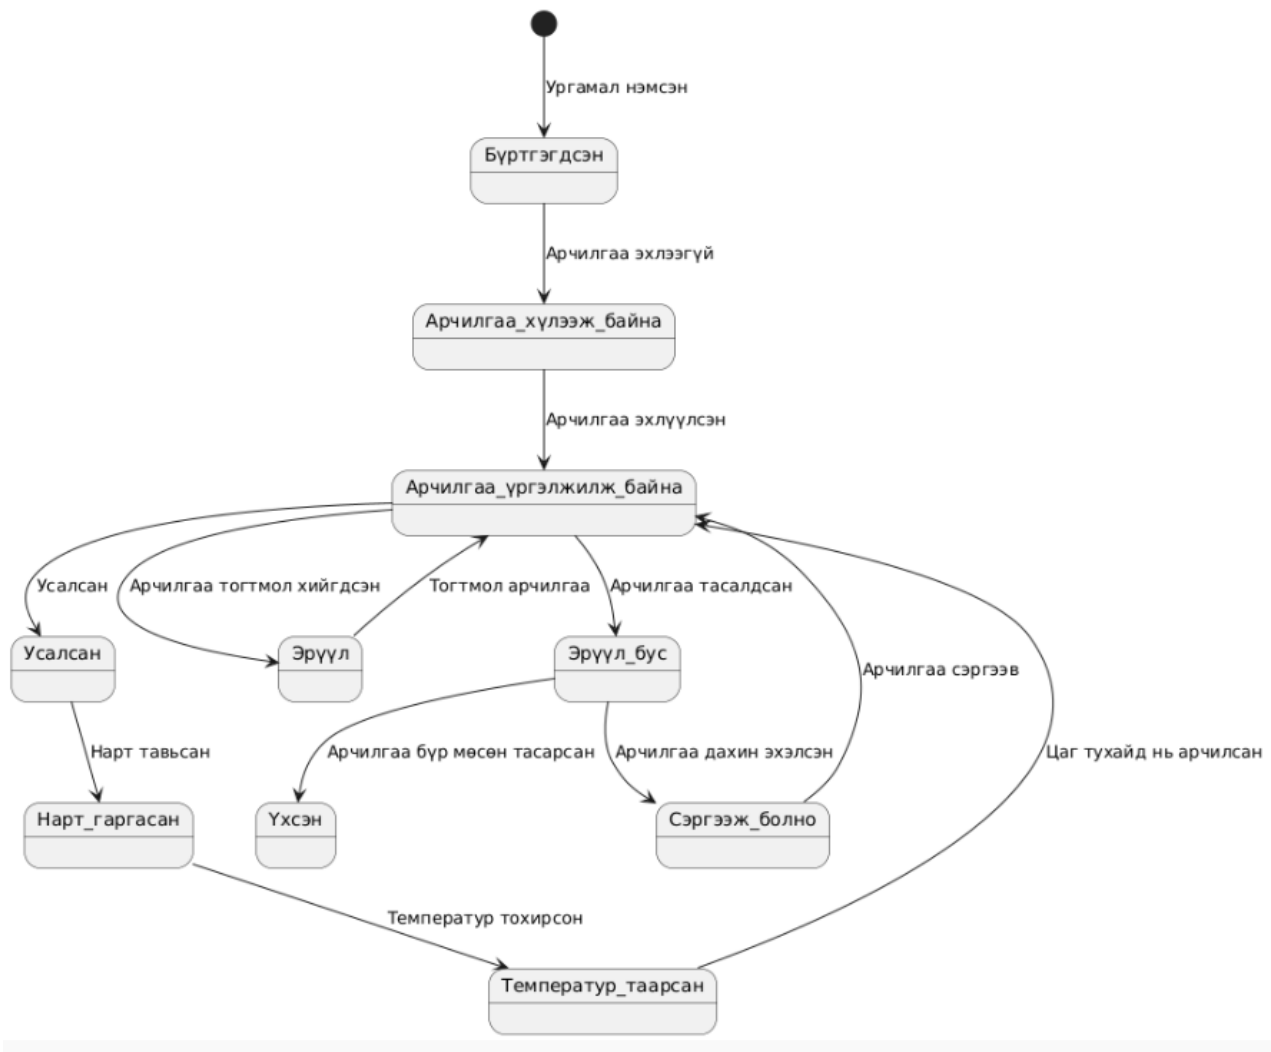 Ургамал нэмсэн
Бүртгэгдсэн
Арчилгаа эхлээгүй
Арчилгаа_хүлээж_байна
Арчилгаа эхлүүлсэн
Арчилгаа_үргэлжилж_байна
Усалсан
Арчилгаа тогтмол хийгдсэн
Тогтмол арчилгаа
Арчилгаа тасалдсан
Усалсан
Эрүүл
Эрүүл_бус
Арчилгаа сэргээв
Нарт тавьсан
Арчилгаа бүр мөсөн тасарсан
Арчилгаа дахин эхэлсэн
Цаг тухайд нь арчилсан
Нарт_гаргасан
Үхсэн
Сэргээж_болно
Температур тохирсон
Температур_таарсан